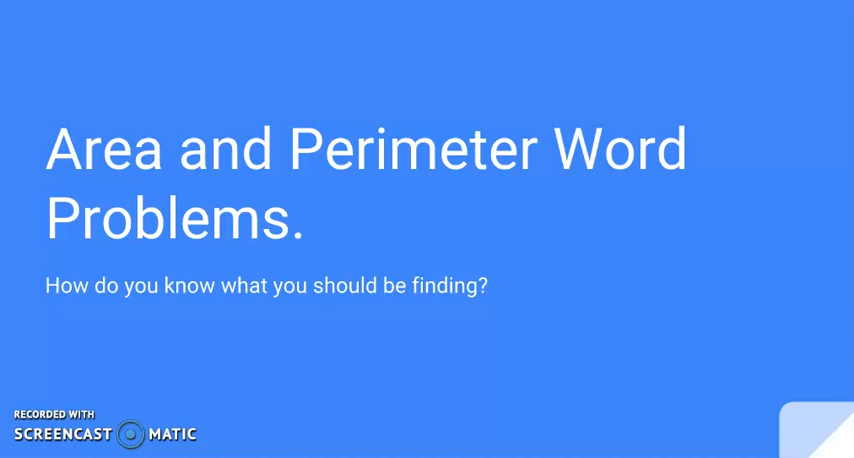 Area and Perimeter Word
Problems.
How do you know what you should be finding?
RECORDED WITH
SCREENCAST MATIC